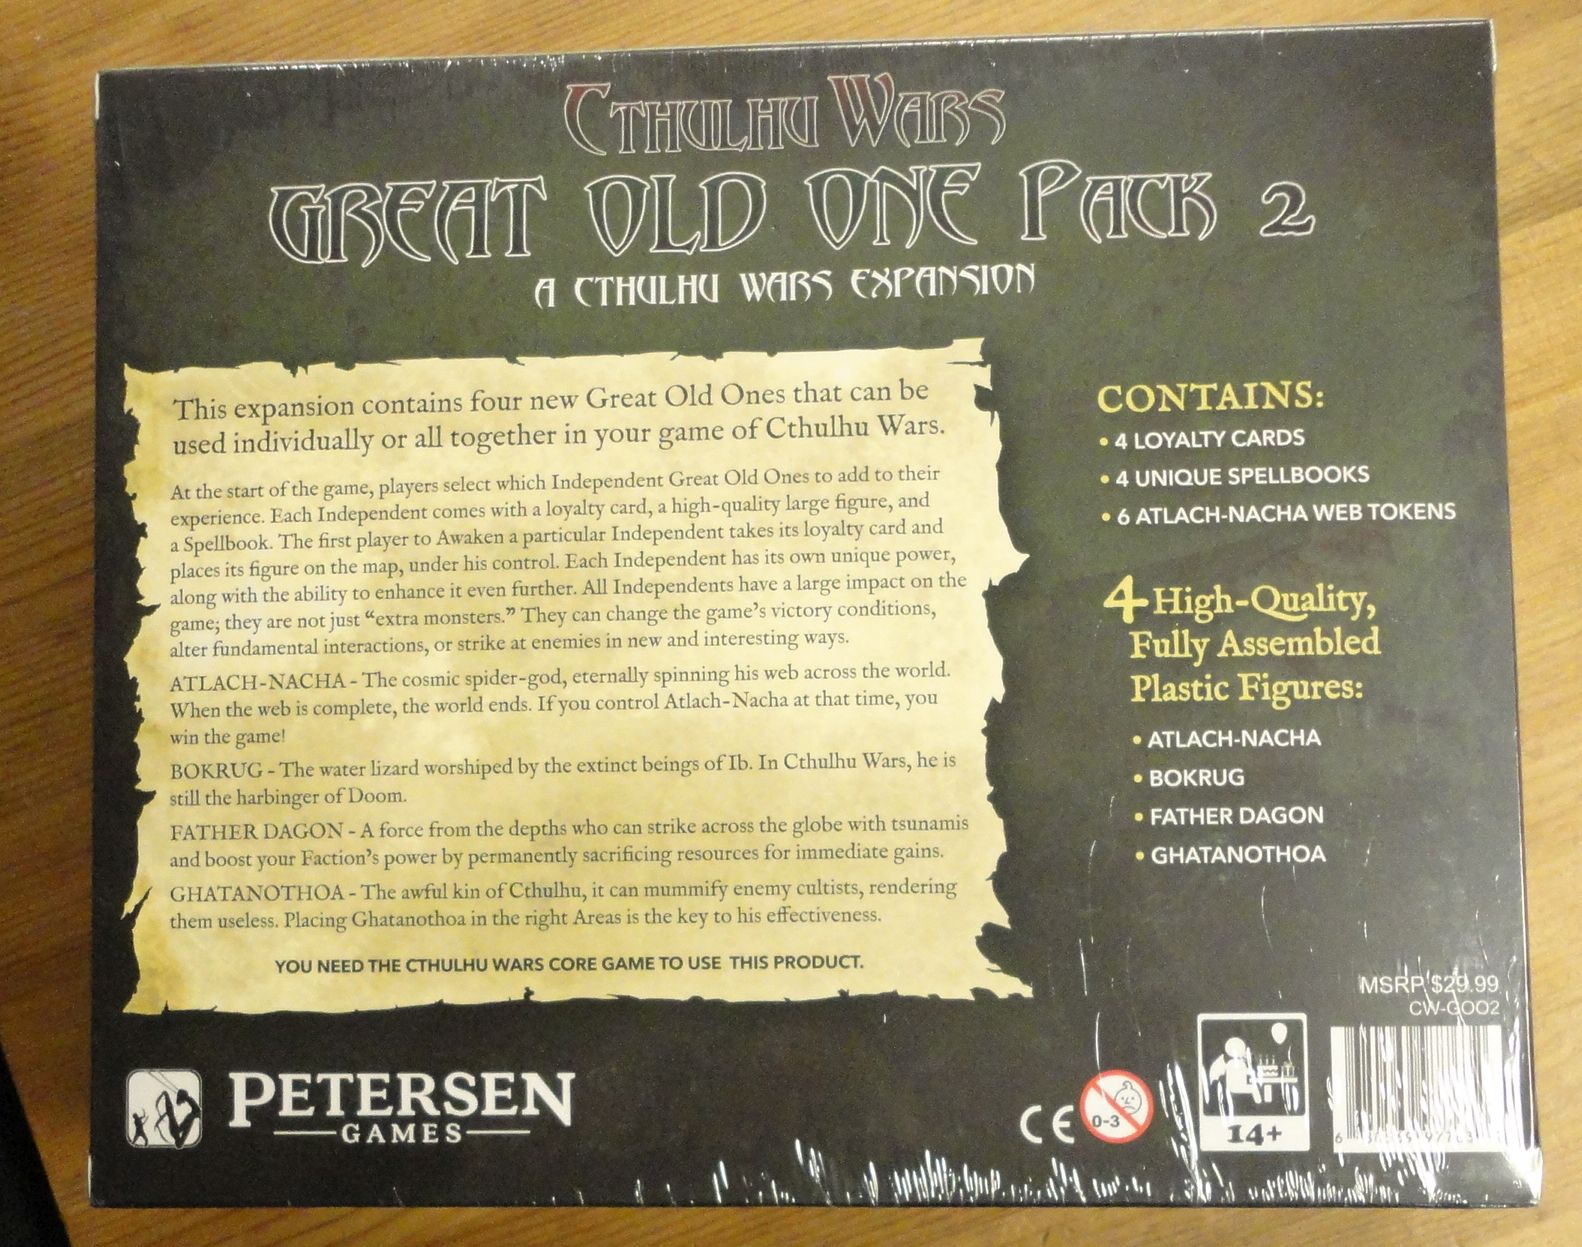 CTHULHU WARS
GREAT OLD ONE PACK 2
A CTHULHU WARS EXPANSION
This expansion contains four new Great Old Ones that can be
used individually or all together in your game of Cthulhu Wars.
At the start of the game, players select which Independent Great Old Ones to add to their
experience. Each Independent comes with a loyalty card, a high-quality large figure, and
a Spellbook. The first player to Awaken a particular Independent takes its loyalty card and
places its figure on the map, under his control. Each Independent has its own unique power,
along with the ability to enhance it even further. All Independents have a large impact on the
game; they are not just “extra monsters.” They can change the game’s victory conditions,
alter fundamental interactions, or strike at enemies in new and interesting ways.
ATLACH-NACHA - The cosmic spider-god, eternally spinning his web across the world.
When the web is complete, the world ends. If you control Atlach-Nacha at that time, you
win the game!
BOKRUG - The water lizard worshiped by the extinct beings of Ib. In Cthulhu Wars, he is
still the harbinger of Doom.
FATHER DAGON - A force from the depths who can strike across the globe with tsunamis
and boost your Faction’s power by permanently sacrificing resources for immediate gains.
GHATANOTHOA - The awful kin of Cthulhu, it can mummify enemy cultists, rendering
them useless. Placing Ghatanothoa in the right Areas is the key to his effectiveness.
YOU NEED THE CTHULHU WARS CORE GAME TO USE THIS PRODUCT.
CONTAINS:
• 4 LOYALTY CARDS
• 4 UNIQUE SPELLBOOKS
• 6 ATLACH-NACHA WEB TOKENS
4 High-Quality,
Fully Assembled
Plastic Figures:
• ATLACH-NACHA
• BOKRUG
• FATHER DAGON
• GHATANOTHOA
MSRP $29.99
CW-GOO2
PETERSEN
GAMES
CE
0-3
14+